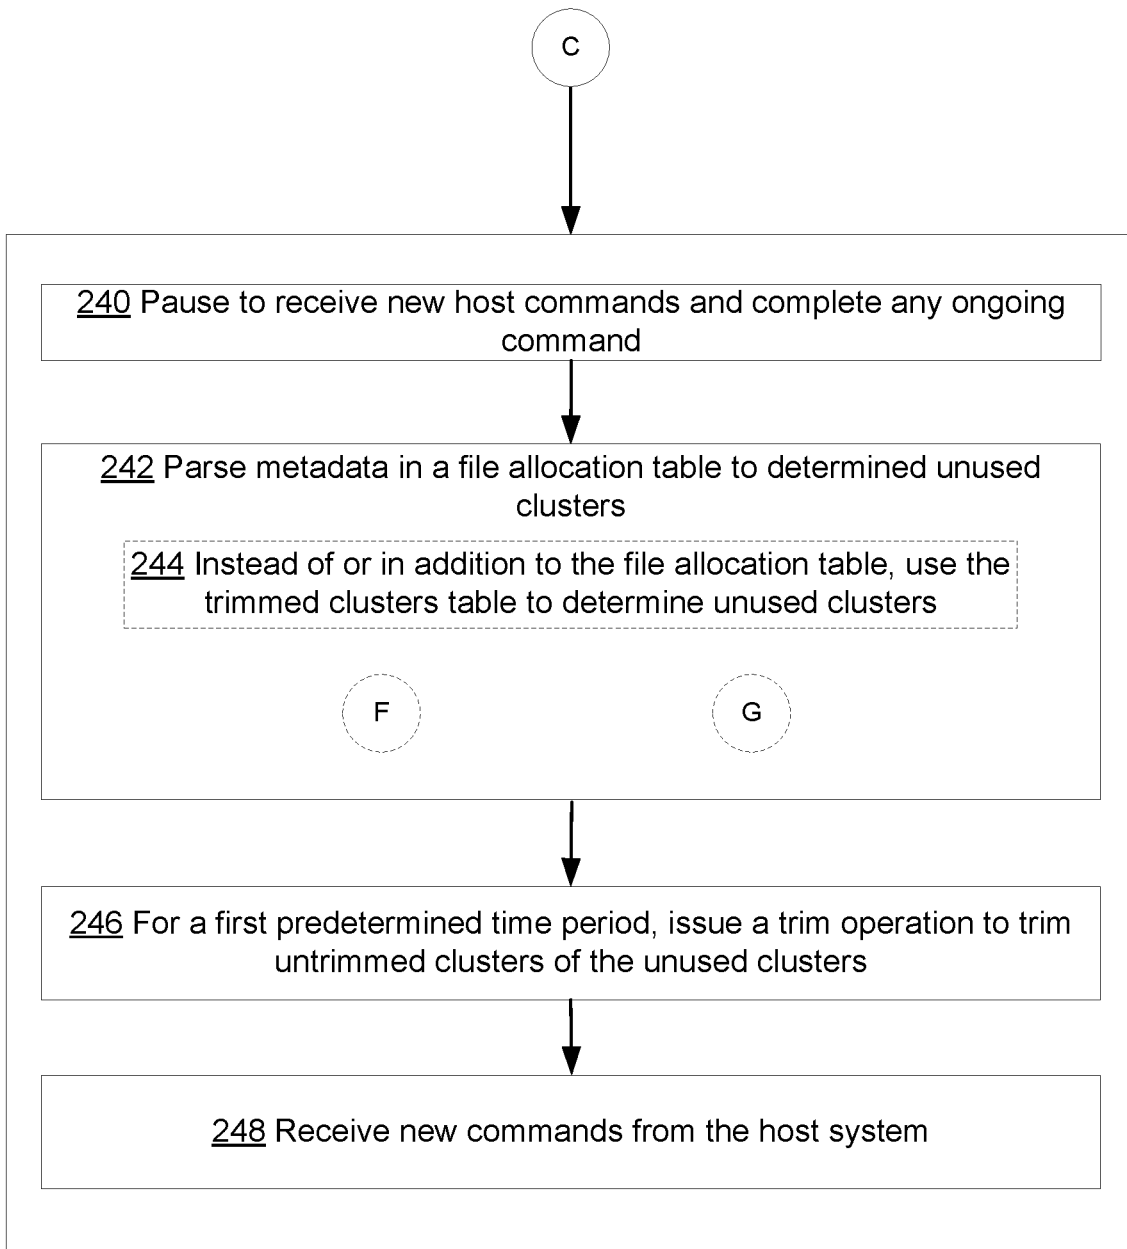 C
240 Pause to receive new host commands and complete any ongoing
command
242 Parse metadata in a file allocation table to determined unused
clusters
244 Instead of or in addition to the file allocation table, use the
trimmed clusters table to determine unused clusters
F
G
246 For a first predetermined time period, issue a trim operation to trim
untrimmed clusters of the unused clusters
248 Receive new commands from the host system